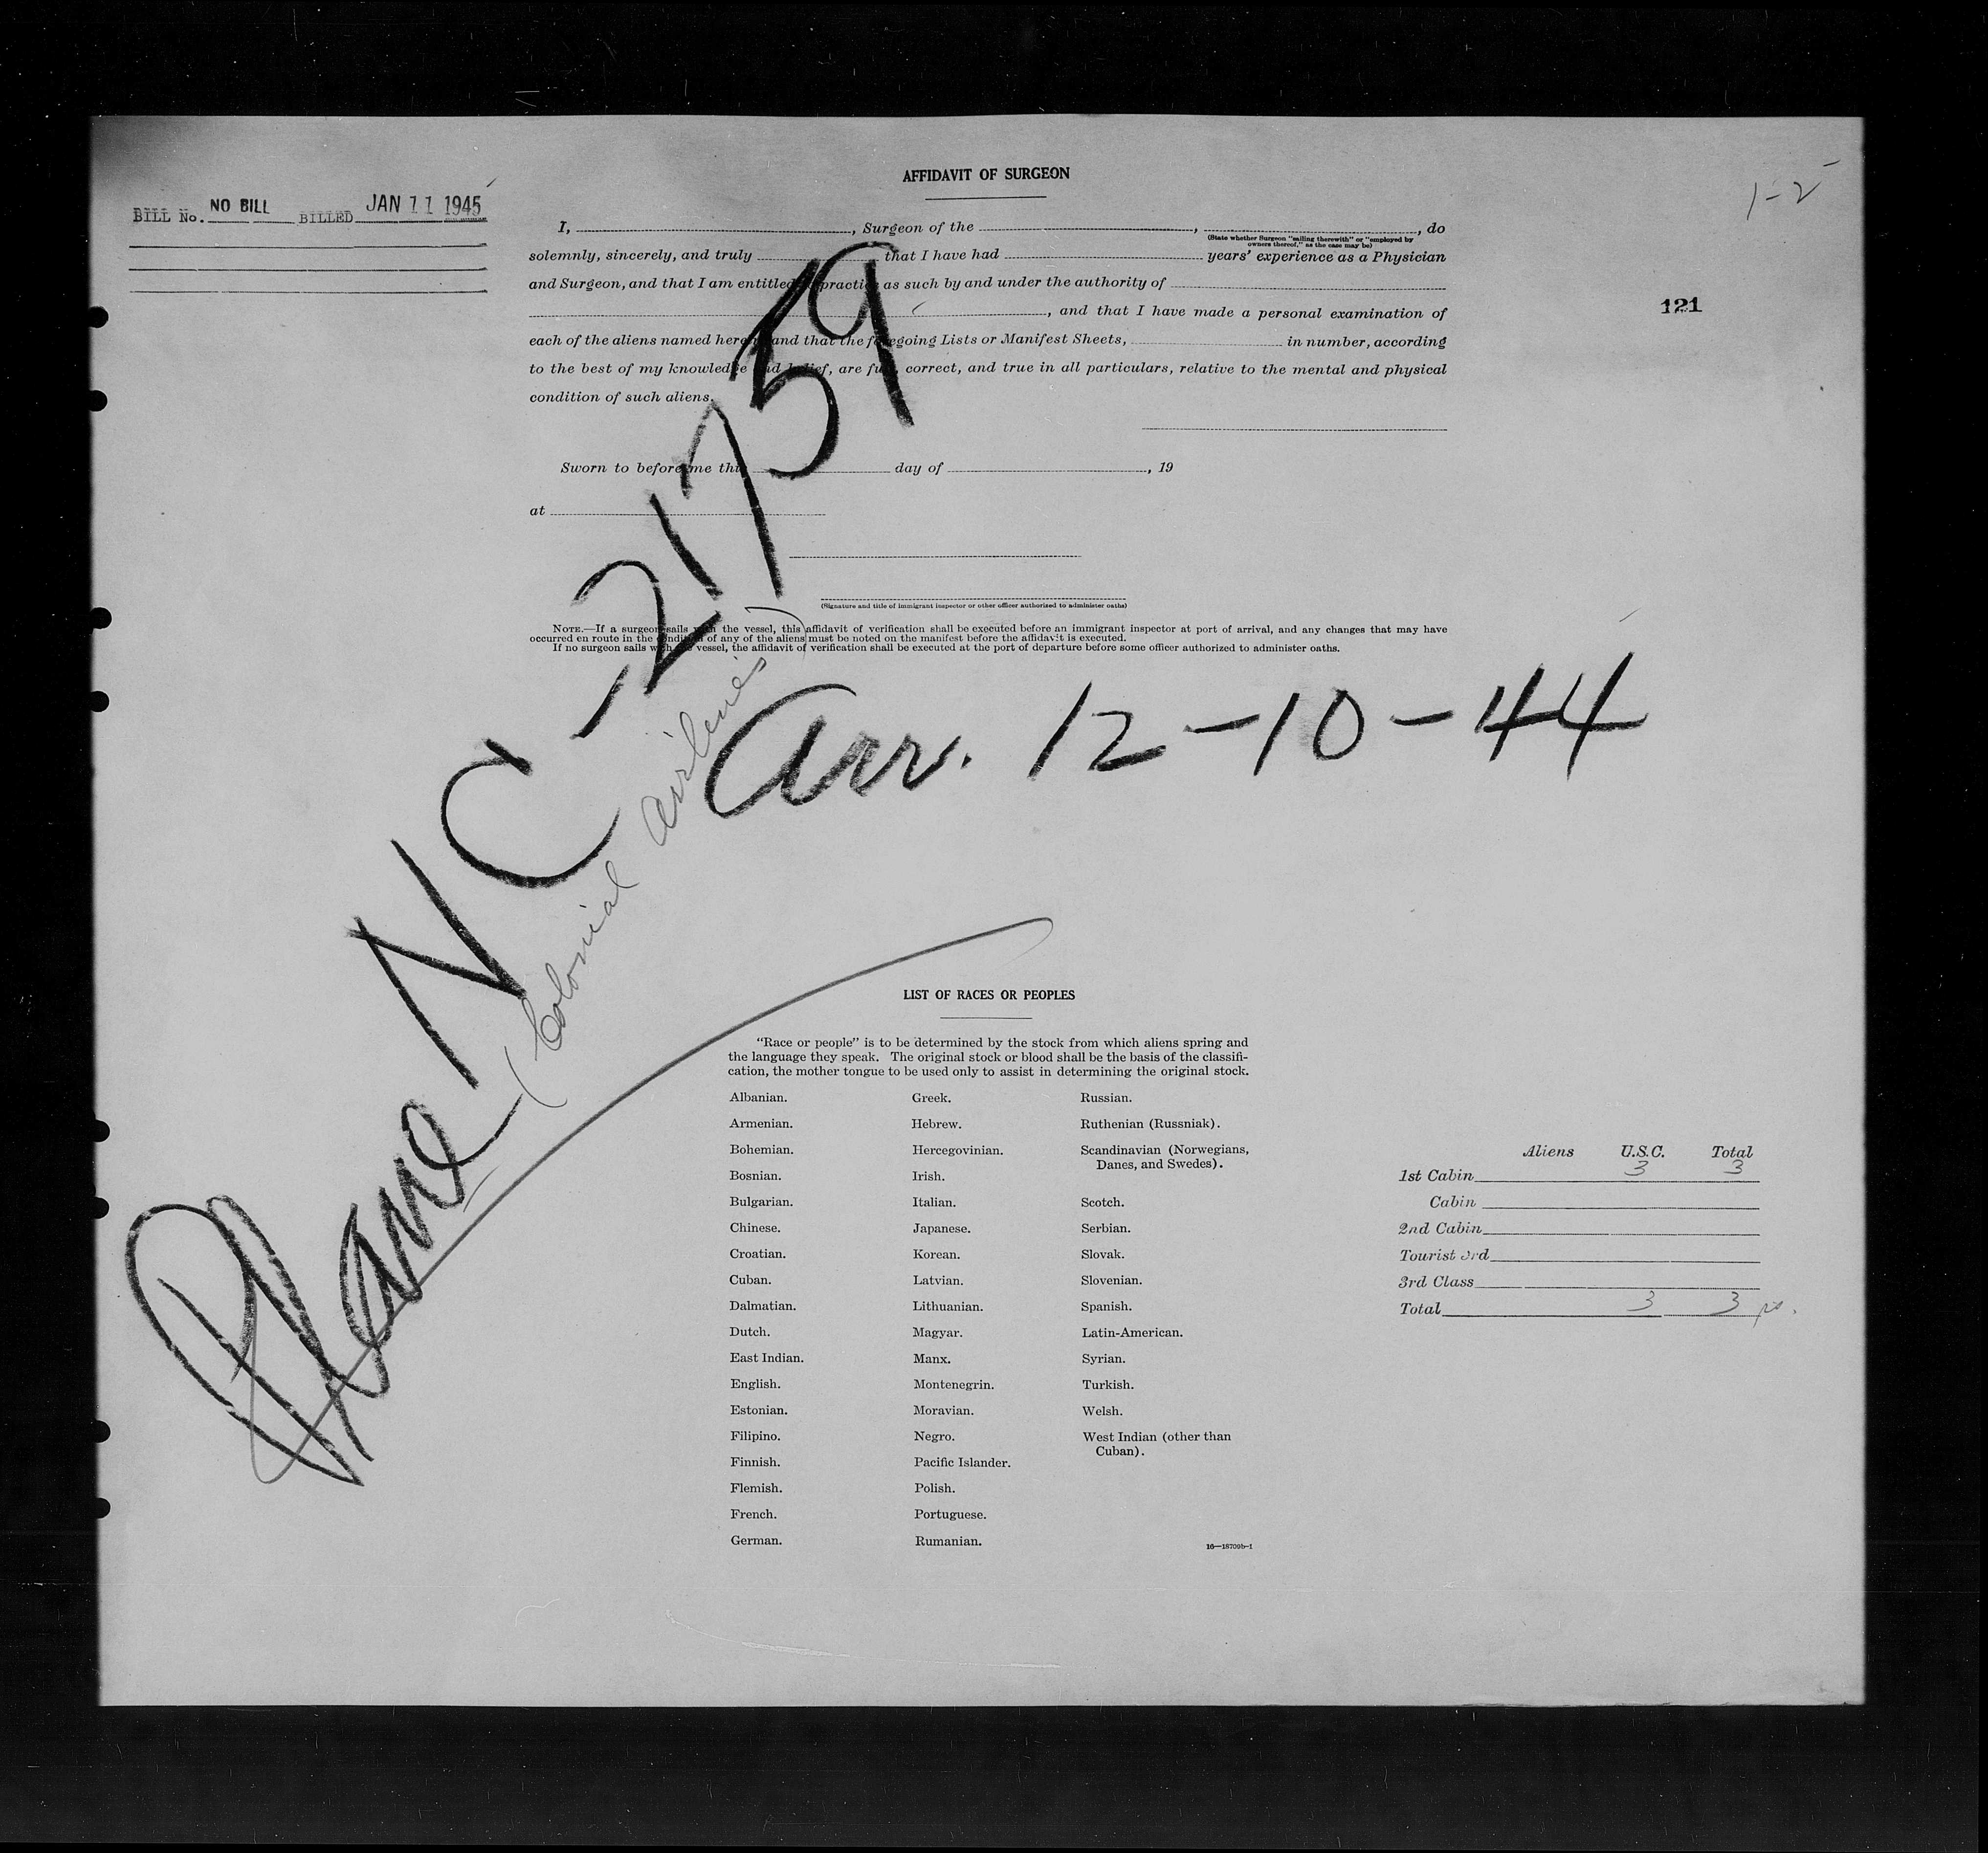 BILL No. NO BILL BILLED JAN 11 1945
1-2
121
AFFIDAVIT OF SURGEON
I, , Surgeon of the , , do
(State whether Surgeon "sailing therewith" or "employed by
owners thereof," as the case may be)
solemnly, sincerely, and truly that I have had years' experience as a Physician
and Surgeon, and that I am entitled practice as such by and under the authority of
, and that I have made a personal examination of
each of the aliens named herein and that the foregoing Lists or Manifest Sheets, in number, according
to the best of my knowledge and belief, are full, correct, and true in all particulars, relative to the mental and physical
condition of such aliens.
Sworn to before me this day of , 19
at
(Signature and title of immigrant inspector or other officer authorized to administer oaths)
NOTE.—If a surgeon sails with the vessel, this affidavit of verification shall be executed before an immigrant inspector at port of arrival, and any changes that may have
occurred en route in the condition of any of the aliens must be noted on the manifest before the affidavit is executed.
If no surgeon sails with vessel, the affidavit of verification shall be executed at the port of departure before some officer authorized to administer oaths.
Plane NC-21759
(Colonial Airlines)
Arr. 12-10-44
LIST OF RACES OR PEOPLES
"Race or people" is to be determined by the stock from which aliens spring and
the language they speak. The original stock or blood shall be the basis of the classifi-
cation, the mother tongue to be used only to assist in determining the original stock.
Albanian.
Armenian.
Bohemian.
Bosnian.
Bulgarian.
Chinese.
Croatian.
Cuban.
Dalmatian.
Dutch.
East Indian.
English.
Estonian.
Filipino.
Finnish.
Flemish.
French.
German.
Greek.
Hebrew.
Hercegovinian.
Irish.
Italian.
Japanese.
Korean.
Latvian.
Lithuanian.
Magyar.
Manx.
Montenegrin.
Moravian.
Negro.
Pacific Islander.
Polish.
Portuguese.
Rumanian.
Russian.
Ruthenian (Russniak).
Scandinavian (Norwegians,
Danes, and Swedes).
Scotch.
Serbian.
Slovak.
Slovenian.
Spanish.
Latin-American.
Syrian.
Turkish.
Welsh.
West Indian (other than
Cuban).
16—18709b-1
Aliens U.S.C. Total
1st Cabin 3 3
Cabin
2nd Cabin
Tourist 3rd
3rd Class
Total 3 3